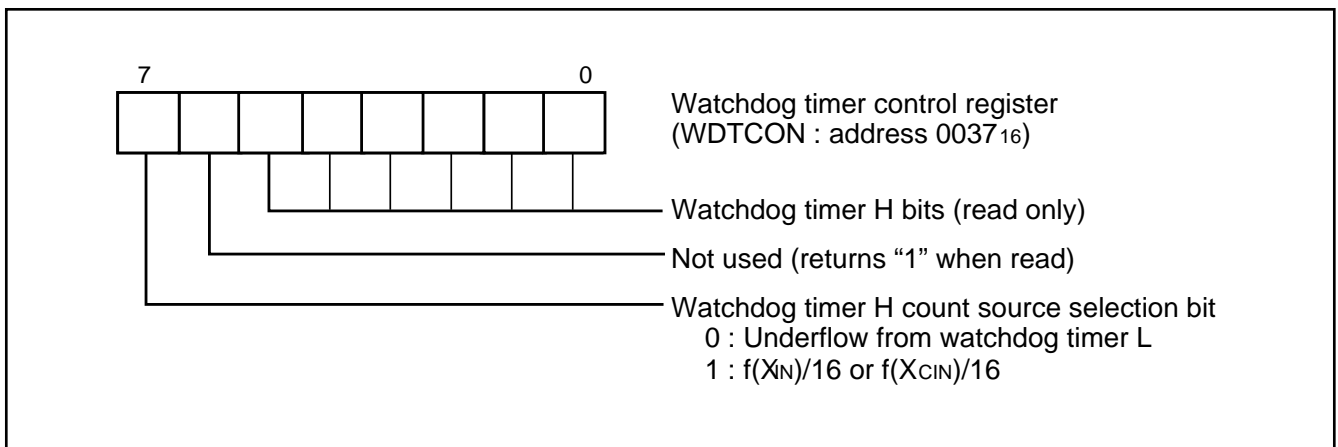 7 0
Watchdog timer control register
(WDTCON : address 003716)
Watchdog timer H bits (read only)
Not used (returns “1” when read)
Watchdog timer H count source selection bit
0 : Underflow from watchdog timer L
1 : f(XIN)/16 or f(XCIN)/16